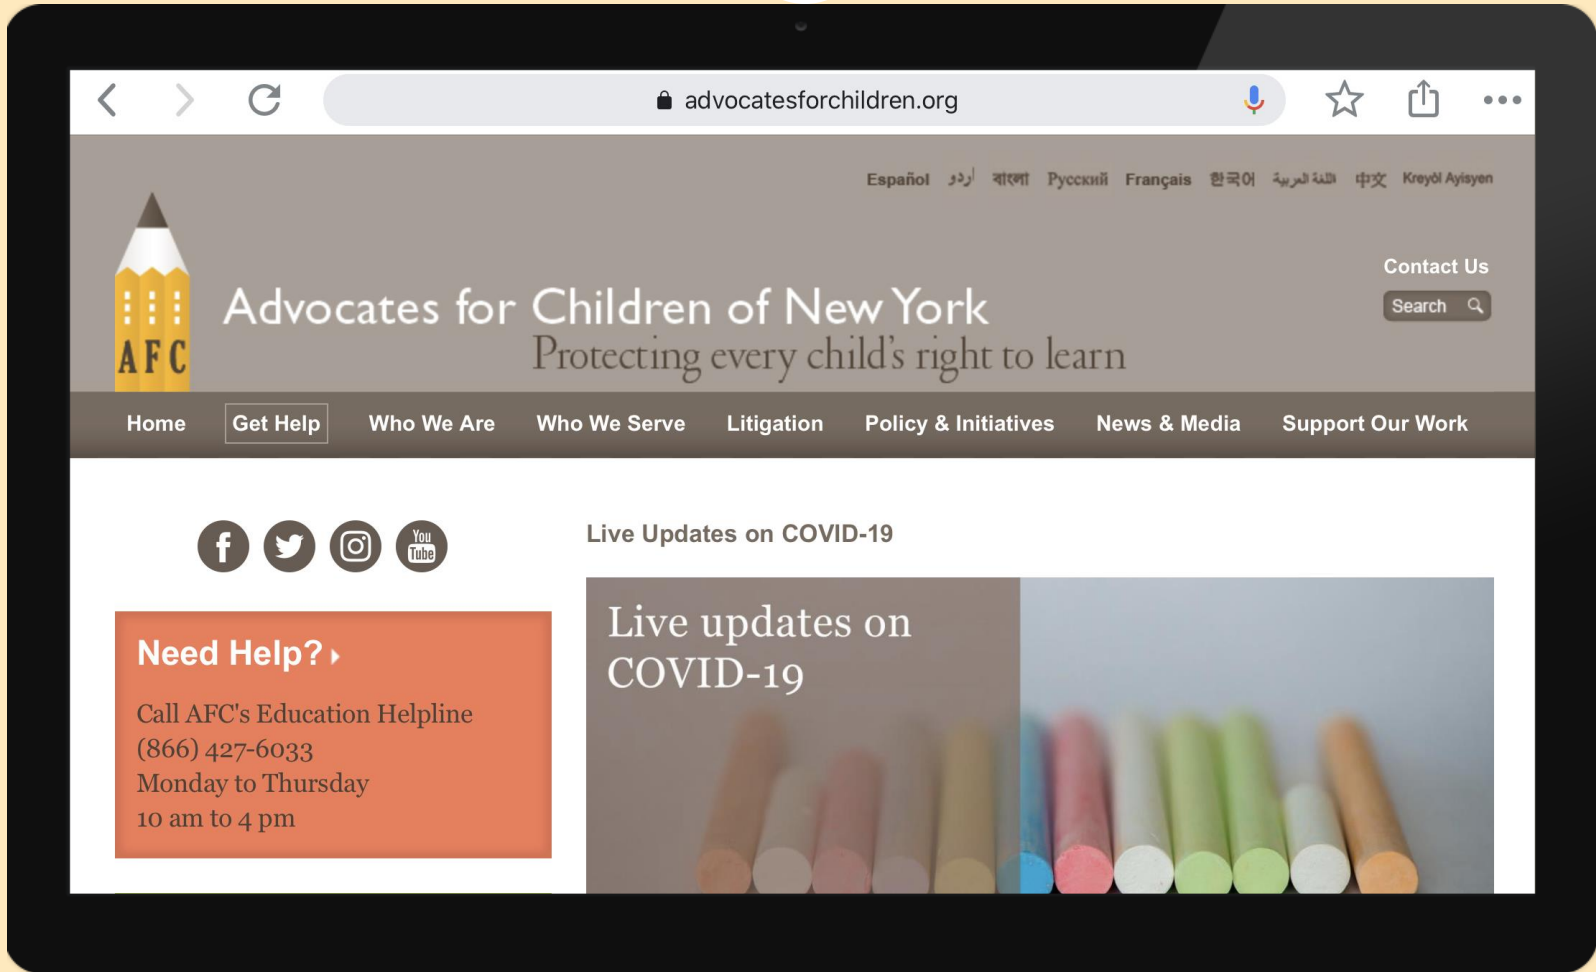 advocatesforchildren.org
Español اردو বাংলা Русский Français 한국어 اللغة العربية 中文 Kreyòl Ayisyen
Contact Us
Search
AFC
Advocates for Children of New York
Protecting every child's right to learn
Home Get Help Who We Are Who We Serve Litigation Policy & Initiatives News & Media Support Our Work
You
Tube
Need Help?
Call AFC's Education Helpline
(866) 427-6033
Monday to Thursday
10 am to 4 pm
Live Updates on COVID-19
Live updates on
COVID-19